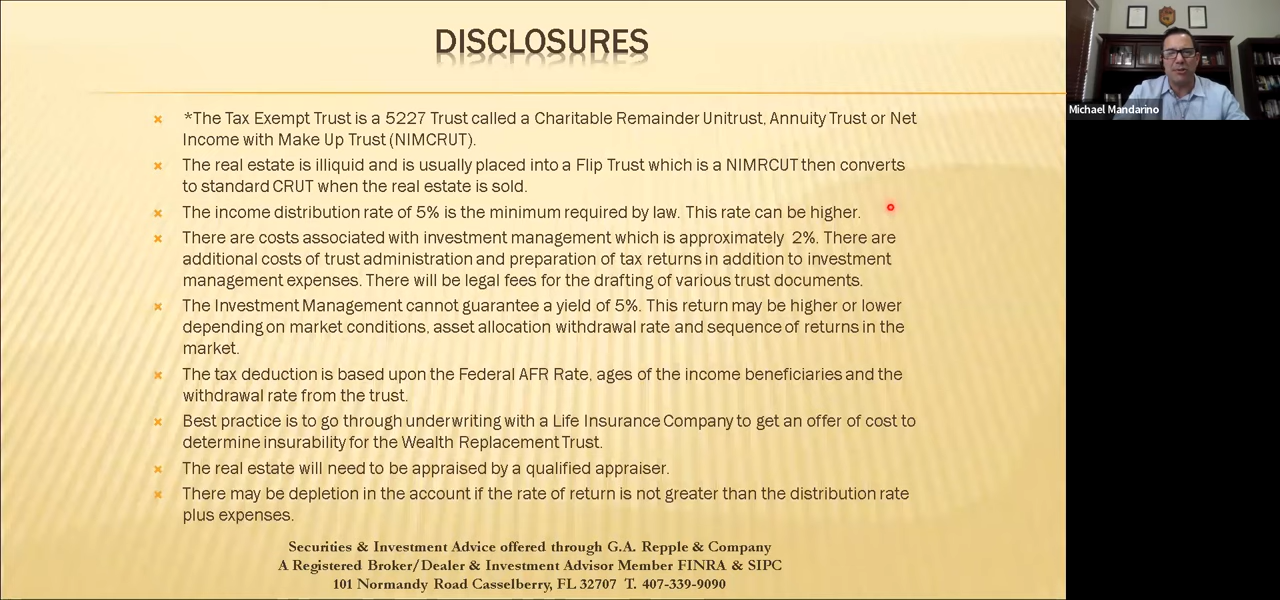 DISCLOSURES
*The Tax Exempt Trust is a 5227 Trust called a Charitable Remainder Unitrust, Annuity Trust or Net
Income with Make Up Trust (NIMCRUT).
The real estate is illiquid and is usually placed into a Flip Trust which is a NIMRCUT then converts
to standard CRUT when the real estate is sold.
The income distribution rate of 5% is the minimum required by law. This rate can be higher.
There are costs associated with investment management which is approximately 2%. There are
additional costs of trust administration and preparation of tax returns in addition to investment
management expenses. There will be legal fees for the drafting of various trust documents.
The Investment Management cannot guarantee a yield of 5%. This return may be higher or lower
depending on market conditions, asset allocation withdrawal rate and sequence of returns in the
market.
The tax deduction is based upon the Federal AFR Rate, ages of the income beneficiaries and the
withdrawal rate from the trust.
Best practice is to go through underwriting with a Life Insurance Company to get an offer of cost to
determine insurability for the Wealth Replacement Trust.
The real estate will need to be appraised by a qualified appraiser.
There may be depletion in the account if the rate of return is not greater than the distribution rate
plus expenses.
Securities & Investment Advice offered through G.A. Repple & Company
A Registered Broker/Dealer & Investment Advisor Member FINRA & SIPC
101 Normandy Road Casselberry, FL 32707 T. 407-339-9090
Michael Mandarino